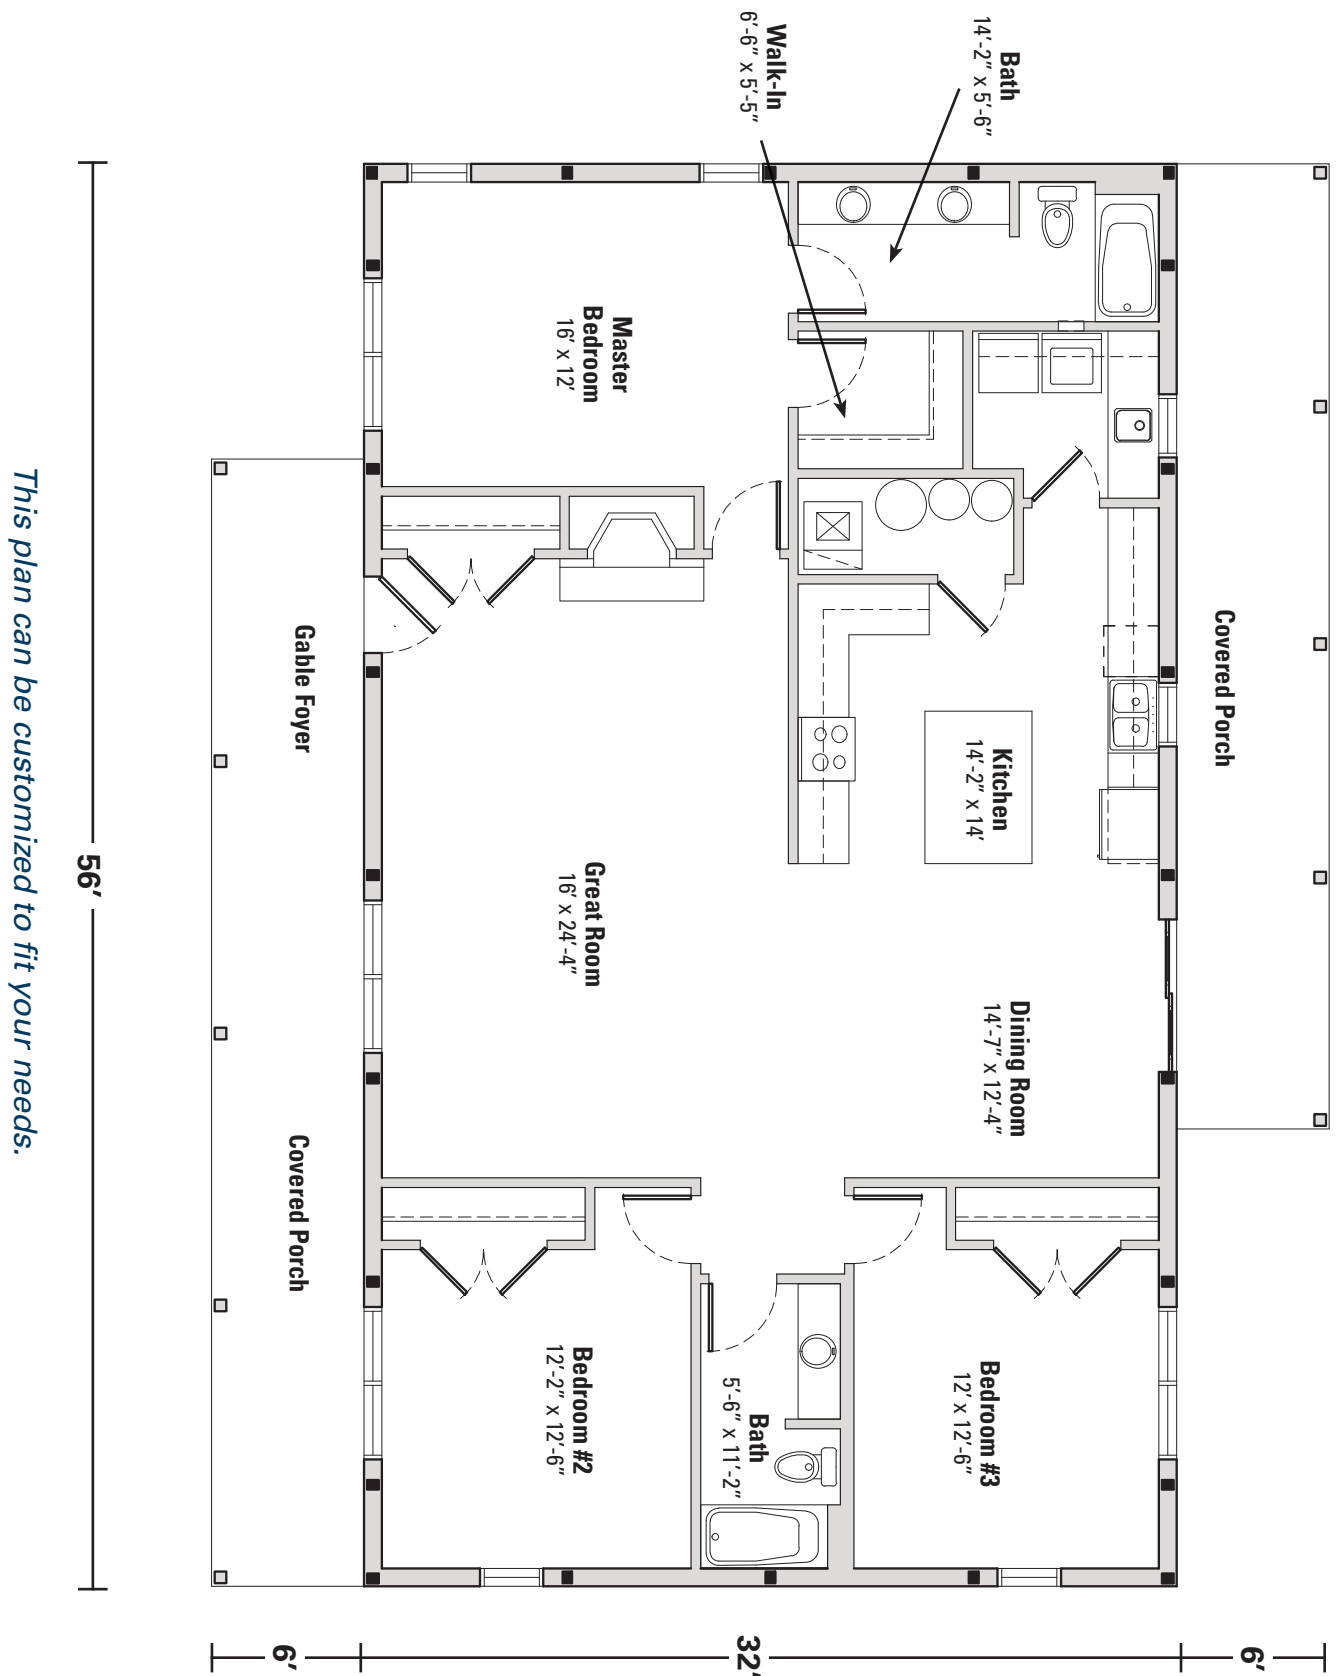 Bath
14'-2" x 5'-6"
Walk-In
6'-6" x 5'-5"
Master
Bedroom
16' x 12'
Covered Porch
Gable Foyer
Kitchen
14'-2" x 14'
Great Room
16' x 24'-4"
Dining Room
14'-7" x 12'-4"
Covered Porch
Bedroom #2
12'-2" x 12'-6"
Bath
5'-6" x 11'-2"
Bedroom #3
12' x 12'-6"
56'
6'
32'
6'
This plan can be customized to fit your needs.